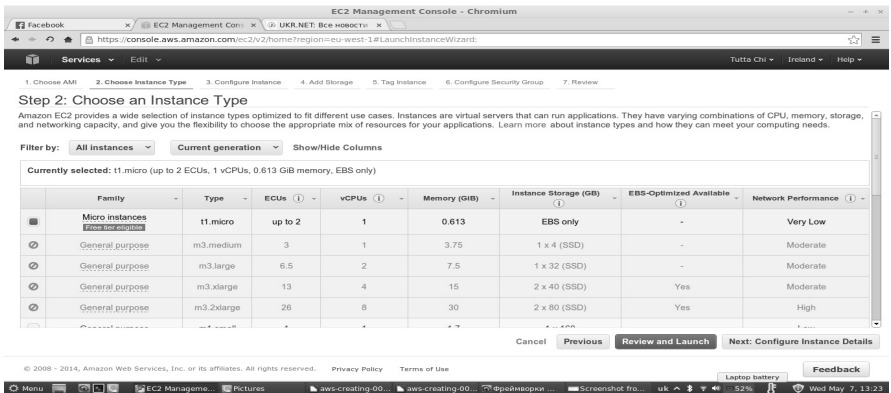 EC2 Management Console - Chromium
Facebook
EC2 Management Cons
UKR.NET: Все новости
https://console.aws.amazon.com/ec2/v2/home?region=eu-west-1#LaunchInstanceWizard:
Services Edit Tutta Chi Ireland Help
1. Choose AMI 2. Choose Instance Type 3. Configure Instance 4. Add Storage 5. Tag Instance 6. Configure Security Group 7. Review
Step 2: Choose an Instance Type
Amazon EC2 provides a wide selection of instance types optimized to fit different use cases. Instances are virtual servers that can run applications. They have varying combinations of CPU, memory, storage,
and networking capacity, and give you the flexibility to choose the appropriate mix of resources for your applications. Learn more about instance types and how they can meet your computing needs.
Filter by: All instances Current generation Show/Hide Columns
Currently selected: t1.micro (up to 2 ECUs, 1 vCPUs, 0.613 GiB memory, EBS only)
Family Type ECUs vCPUs Memory (GiB) Instance Storage (GB) EBS-Optimized Available Network Performance
Micro instances t1.micro up to 2 1 0.613 EBS only - Very Low
Free tier eligible
General purpose m3.medium 3 1 3.75 1 x 4 (SSD) - Moderate
General purpose m3.large 6.5 2 7.5 1 x 32 (SSD) - Moderate
General purpose m3.xlarge 13 4 15 2 x 40 (SSD) Yes Moderate
General purpose m3.2xlarge 26 8 30 2 x 80 (SSD) Yes High
General purpose m1.small 1 1 1.7 1 x 160 - Low
Cancel Previous Review and Launch Next: Configure Instance Details
© 2008 - 2014, Amazon Web Services, Inc. or its affiliates. All rights reserved. Privacy Policy Terms of Use Feedback
Laptop battery
Menu EC2 Manageme... Pictures aws-creating-00... aws-creating-00... Фреймворки ... Screenshot fro... uk 52% Wed May 7, 13:23